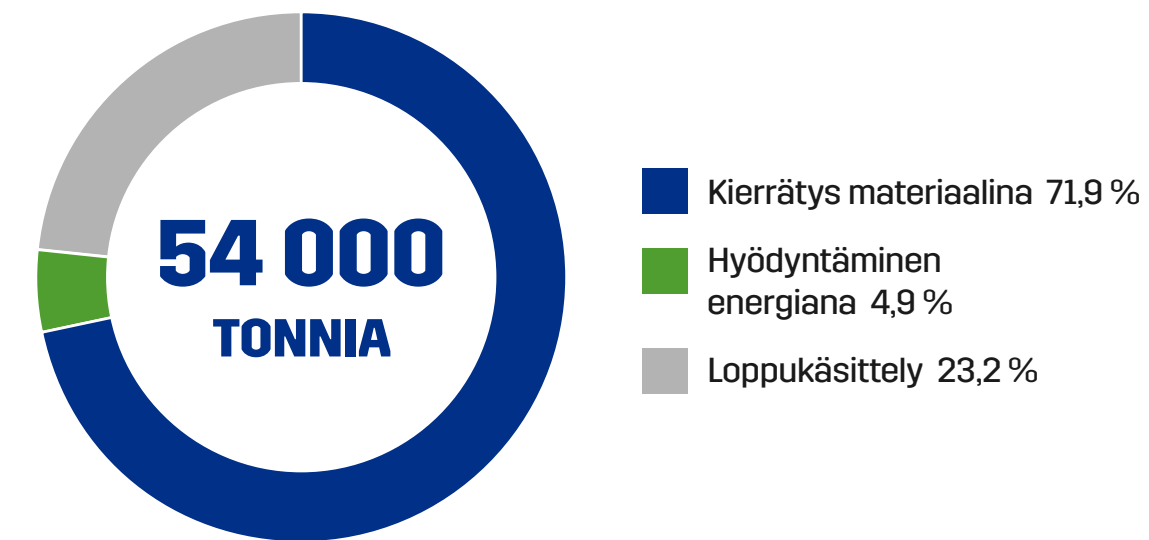 54 000
TONNIA
Kierrätys materiaalina 71,9 %
Hyödyntäminen
energiana 4,9 %
Loppukäsittely 23,2 %